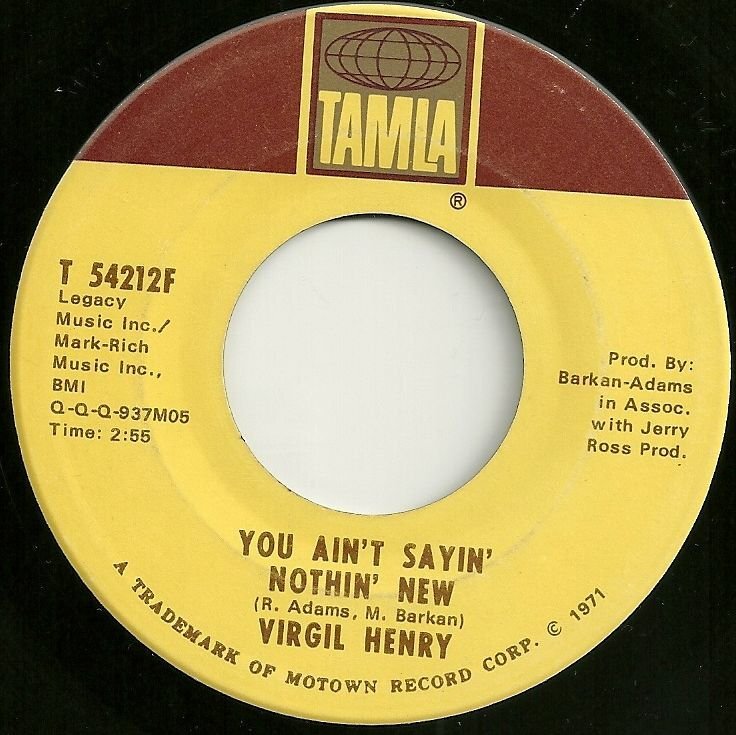 TAMLA
®
T 54212F
Legacy
Music Inc./
Mark-Rich
Music Inc.,
BMI
Q-Q-Q-937M05
Time: 2:55
Prod. By:
Barkan-Adams
in Assoc.
with Jerry
Ross Prod.
YOU AIN'T SAYIN'
NOTHIN' NEW
(R. Adams, M. Barkan)
VIRGIL HENRY
A TRADEMARK OF MOTOWN RECORD CORP. © 1971